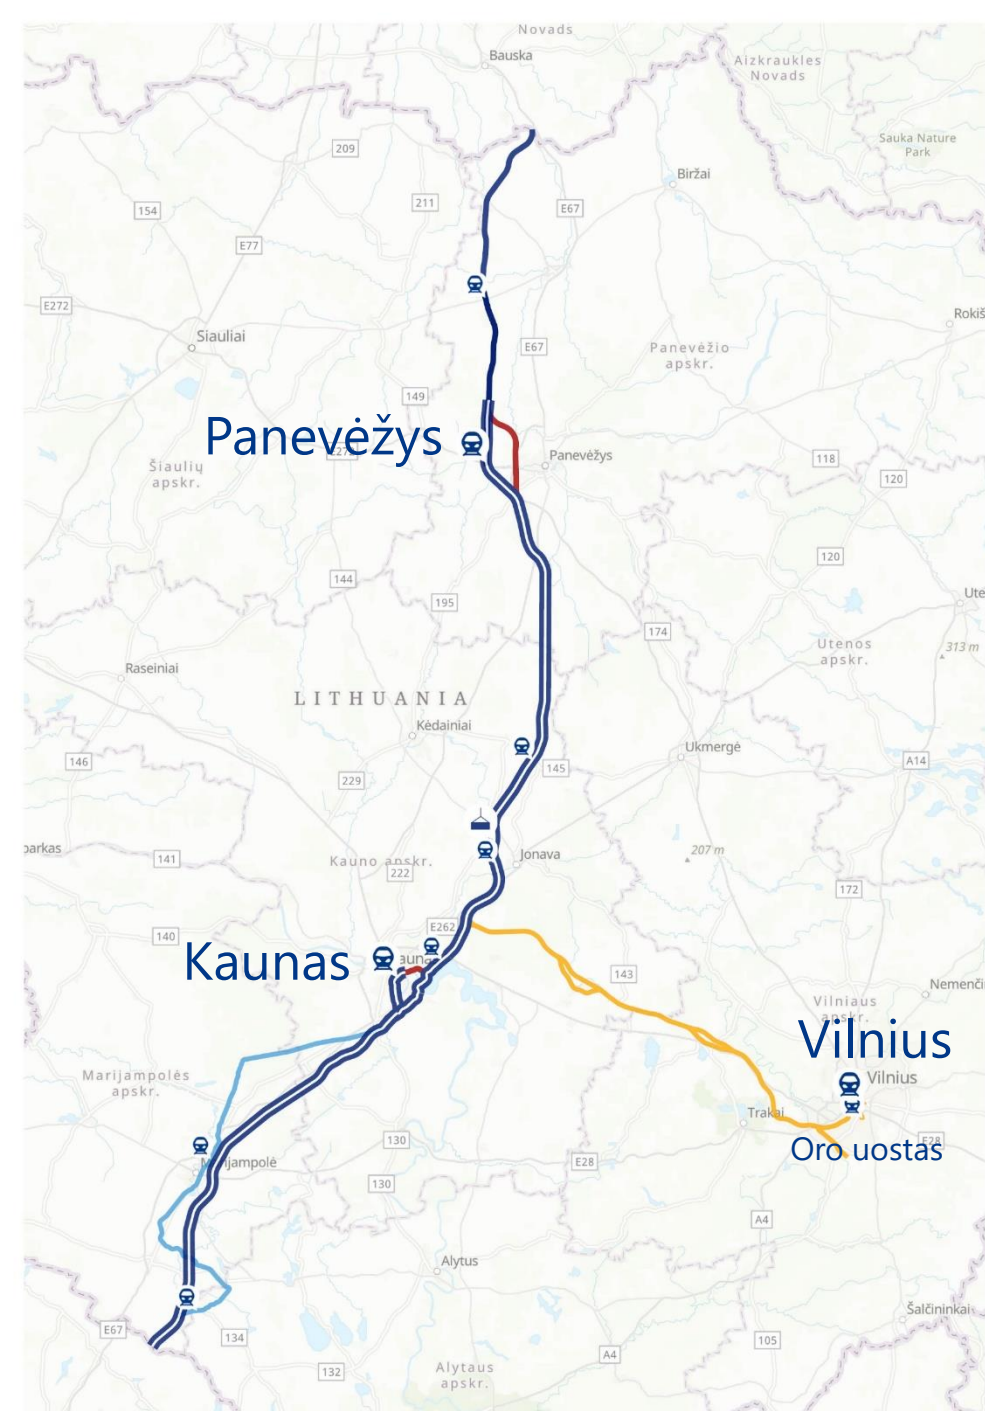 Novads
Bauska
Aizkraukles
Novads
Sauka Nature
Park
209
Biržai
211
154
E67
E77
E272
Rokiš
Siauliai
E67
Panevėžio
apskr.
149
Panevėžys
E272
Panevėžys
118
Šiaulių
apskr.
120
120
144
Ute
195
174
Utenos
apskr.
313 m
Raseiniai
LITHUANIA
Kėdainiai
Ukmergė
146
145
A14
229
207 m
Jonava
parkas
141
Kauno apskr.
222
172
E262
140
Kaunas
aunas
143
Nemenči
Vilniaus
apskr.
Vilnius
Vilnius
Marijampolės
apskr.
Trakai
130
E28
Oro uostas
Marijampolė
E28
130
A4
Alytus
Šalčininkai
E67
134
105
A4
132
Alytaus
apskr.